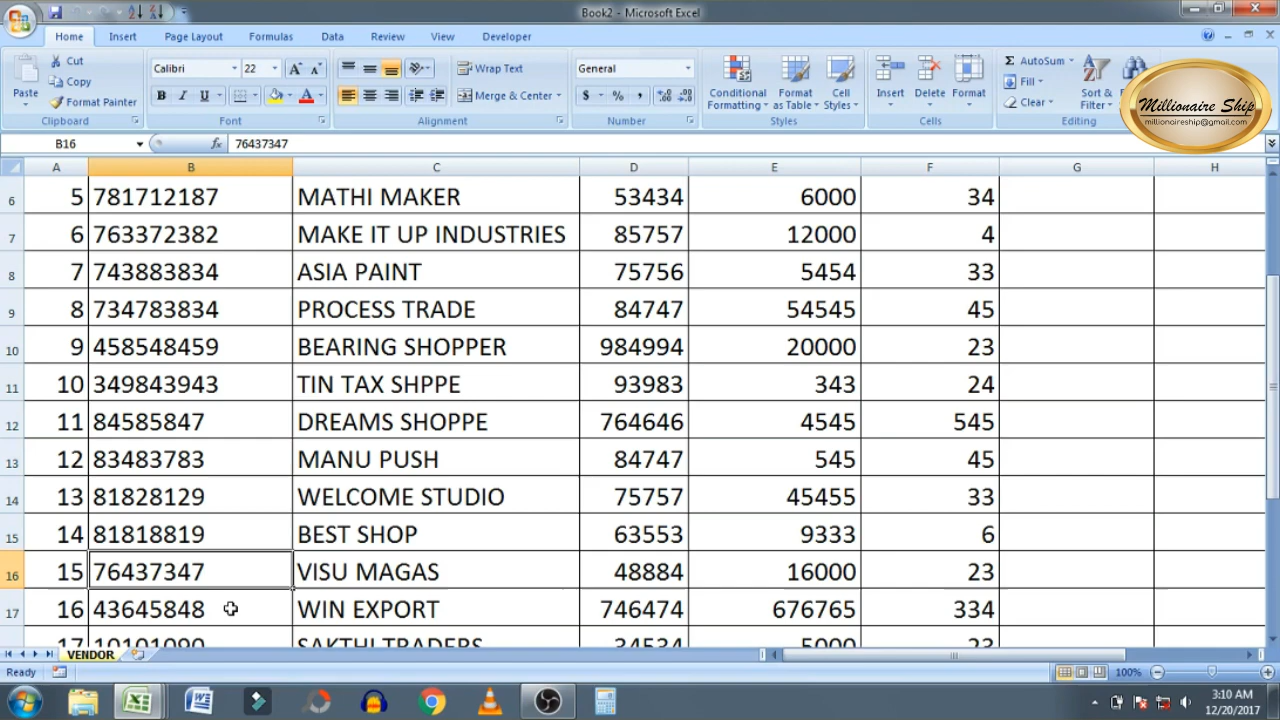 Book2 - Microsoft Excel
Home Insert Page Layout Formulas Data Review View Developer
Paste
Cut
Copy
Format Painter
Calibri 22
B I U A
Wrap Text
Merge & Center
General
$ % ,
Conditional Formatting
Format as Table
Cell Styles
Insert Delete Format
Σ AutoSum
Fill
Clear
Sort & Filter
Millionaire Ship
millionaireship@gmail.com
Clipboard Font Alignment Number Styles Cells Editing
B16 fx 76437347
A B C D E F G H
6 5 781712187 MATHI MAKER 53434 6000 34
7 6 763372382 MAKE IT UP INDUSTRIES 85757 12000 4
8 7 743883834 ASIA PAINT 75756 5454 33
9 8 734783834 PROCESS TRADE 84747 54545 45
10 9 458548459 BEARING SHOPPER 984994 20000 23
11 10 349843943 TIN TAX SHPPE 93983 343 24
12 11 84585847 DREAMS SHOPPE 764646 4545 545
13 12 83483783 MANU PUSH 84747 545 45
14 13 81828129 WELCOME STUDIO 75757 45455 33
15 14 81818819 BEST SHOP 63553 9333 6
16 15 76437347 VISU MAGAS 48884 16000 23
17 16 43645848 WIN EXPORT 746474 676765 334
17 10101090 SAKTHI TRADERS 34534 5000 23
VENDOR
Ready 100%
3:10 AM
12/20/2017